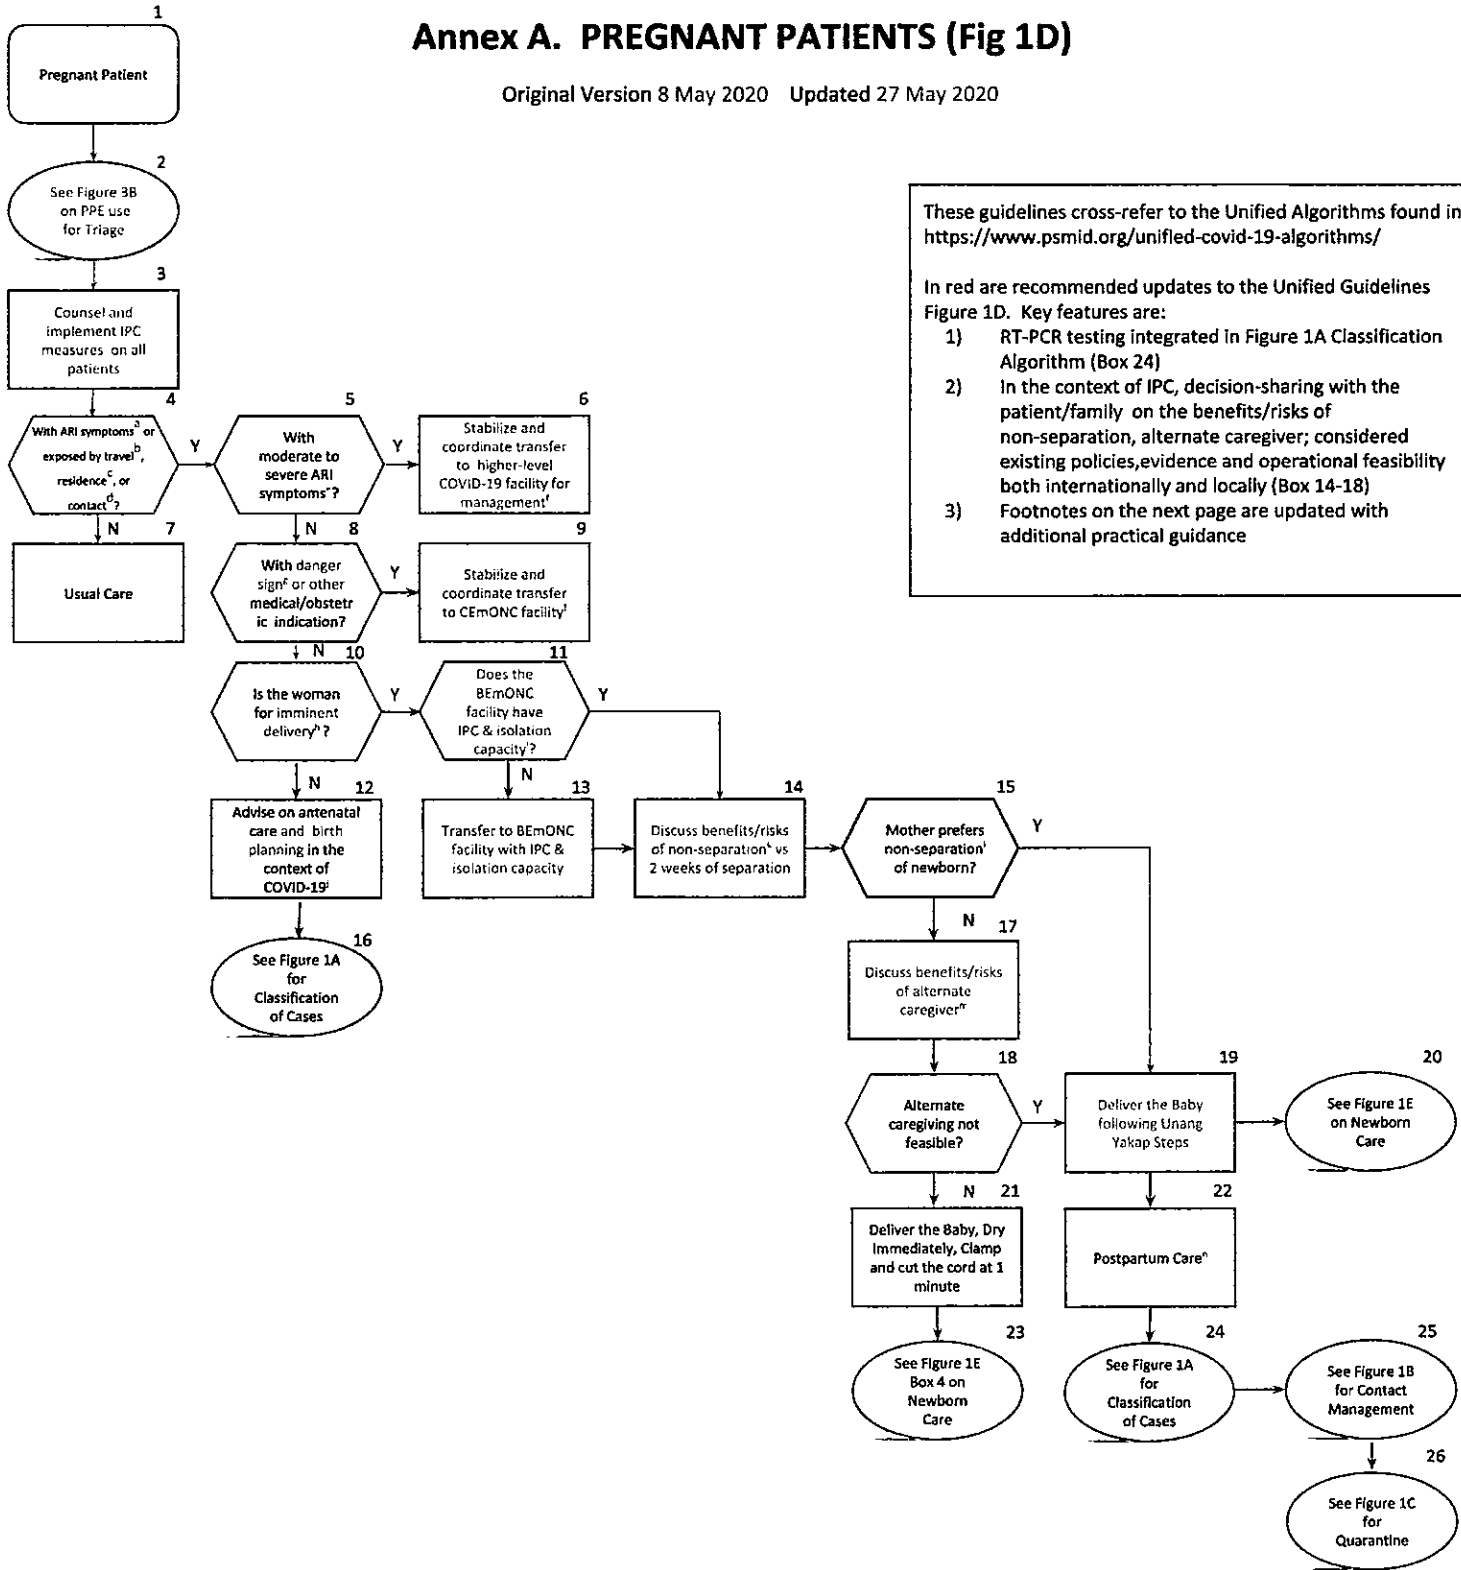 Annex A. PREGNANT PATIENTS (Fig 1D)
Original Version 8 May 2020 Updated 27 May 2020
1
Pregnant Patient
2
See Figure 3B
on PPE use
for Triage
3
Counsel and
implement IPC
measures on all
patients
These guidelines cross-refer to the Unified Algorithms found in
https://www.psmid.org/unified-covid-19-algorithms/
In red are recommended updates to the Unified Guidelines
Figure 1D. Key features are:
1) RT-PCR testing integrated in Figure 1A Classification
Algorithm (Box 24)
2) In the context of IPC, decision-sharing with the
patient/family on the benefits/risks of
non-separation, alternate caregiver; considered
existing policies,evidence and operational feasibility
both internationally and locally (Box 14-18)
3) Footnotes on the next page are updated with
additional practical guidance
4
With ARI symptoms a or
exposed by travel b,
residence c, or
contact d?
Y
N
5
With
moderate to
severe ARI
symptoms?
Y
N
6
Stabilize and
coordinate transfer
to higher-level
COVID-19 facility for
management f
7
Usual Care
8
With danger
sign g or other
medical/obstetr
ic indication?
Y
N
9
Stabilize and
coordinate transfer
to CEmONC facility f
10
Is the woman
for imminent
delivery h?
Y
N
11
Does the
BEmONC
facility have
IPC & isolation
capacity i?
Y
N
12
Advise on antenatal
care and birth
planning in the
context of
COVID-19 j
13
Transfer to BEmONC
facility with IPC &
isolation capacity
14
Discuss benefits/risks
of non-separation k vs
2 weeks of separation
15
Mother prefers
non-separation
of newborn?
Y
N
16
See Figure 1A
for
Classification
of Cases
17
Discuss benefits/risks
of alternate
caregiver m
18
Alternate
caregiving not
feasible?
Y
N
19
Deliver the Baby
following Unang
Yakap Steps
20
See Figure 1E
on Newborn
Care
21
Deliver the Baby, Dry
Immediately, Clamp
and cut the cord at 1
minute
22
Postpartum Care n
23
See Figure 1E
Box 4 on
Newborn
Care
24
See Figure 1A
for
Classification
of Cases
25
See Figure 1B
for Contact
Management
26
See Figure 1C
for
Quarantine